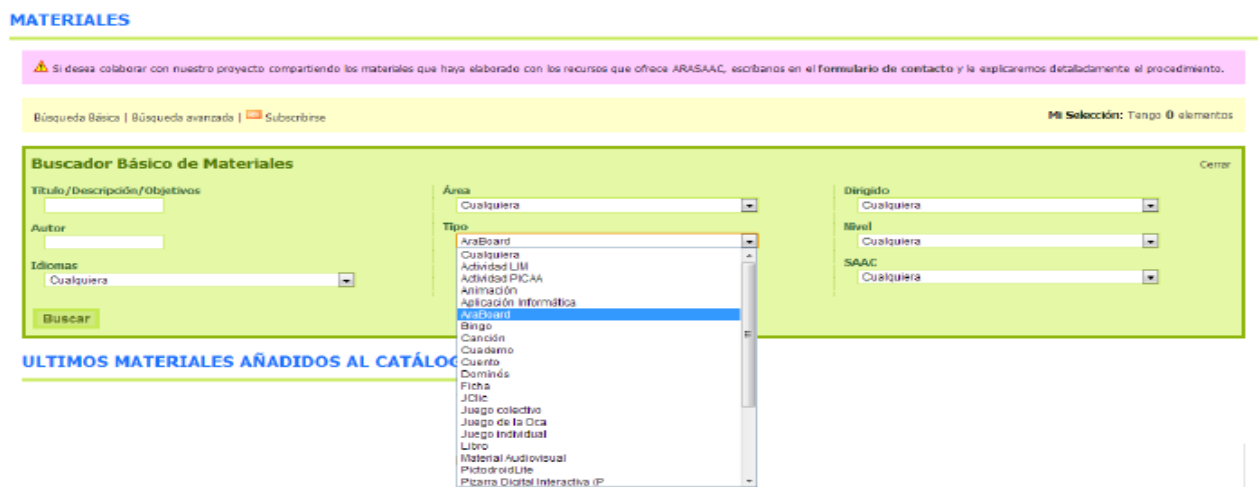 MATERIALES
Si desea colaborar con nuestro proyecto compartiendo los materiales que haya elaborado con los recursos que ofrece ARASAAC, escríbanos en el formulario de contacto y le explicaremos detalladamente el procedimiento.
Búsqueda Básica | Búsqueda avanzada | Subscribirse
Mi Selección: Tengo 0 elementos
Buscador Básico de Materiales
Cerrar
Título/Descripción/Objetivos
Autor
Idiomas
Cualquiera
Buscar
Área
Cualquiera
Tipo
AraBoard
Cualquiera
Actividad LIM
Actividad PICAA
Animación
Aplicación Informática
AraBoard
Bingo
Canción
Cuaderno
Cuento
Dominós
Ficha
JClic
Juego colectivo
Juego de la Oca
Juego individual
Libro
Material Audiovisual
PictodroidLite
Pizarra Digital Interactiva (P
Dirigido
Cualquiera
Nivel
Cualquiera
SAAC
Cualquiera
ULTIMOS MATERIALES AÑADIDOS AL CATÁLOG